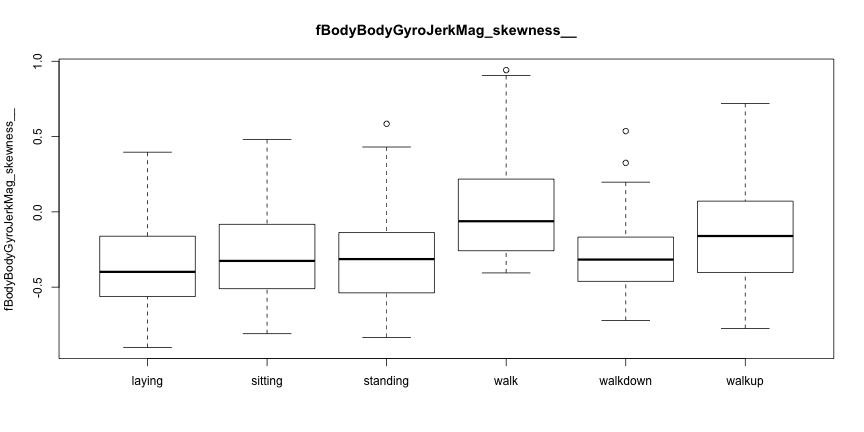 fBodyBodyGyroJerkMag_skewness__
fBodyBodyGyroJerkMag_skewness__
1.0
0.5
0.0
-0.5
laying sitting standing walk walkdown walkup